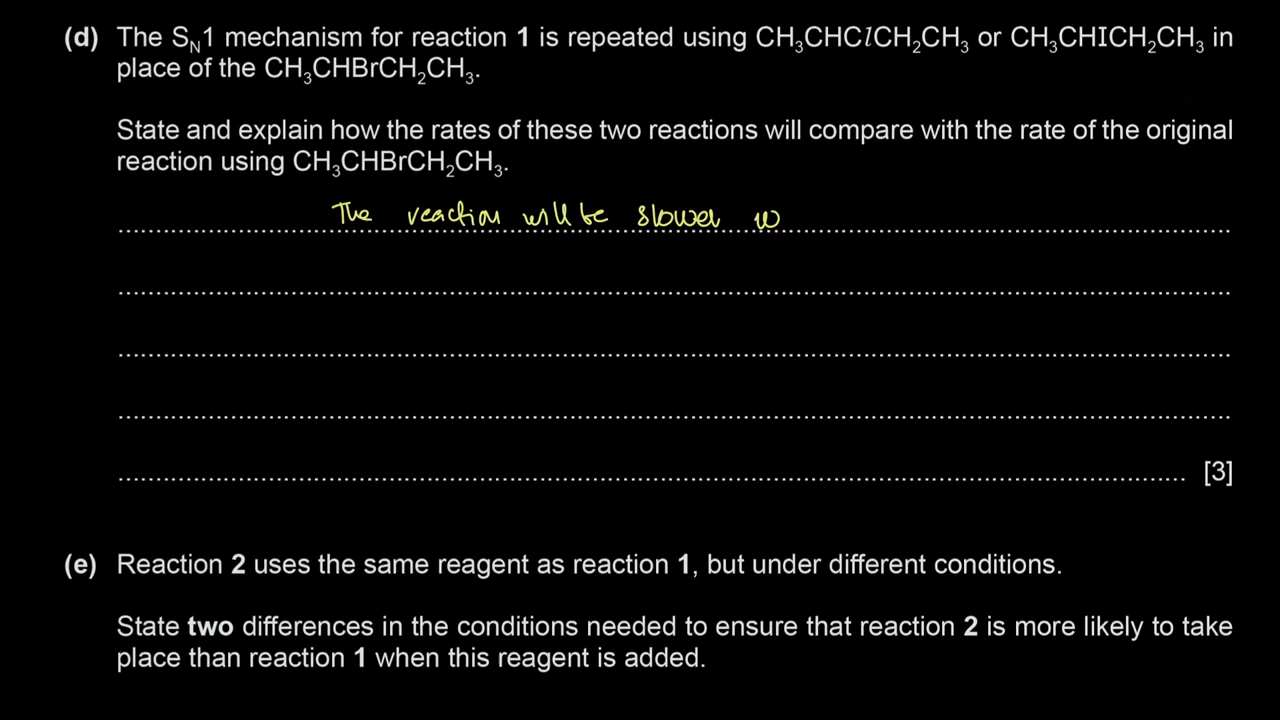 (d) The SN1 mechanism for reaction 1 is repeated using CH3CHClCH2CH3 or CH3CHICH2CH3 in
place of the CH3CHBrCH2CH3.
State and explain how the rates of these two reactions will compare with the rate of the original
reaction using CH3CHBrCH2CH3.
The reaction will be slower w
[3]
(e) Reaction 2 uses the same reagent as reaction 1, but under different conditions.
State two differences in the conditions needed to ensure that reaction 2 is more likely to take
place than reaction 1 when this reagent is added.